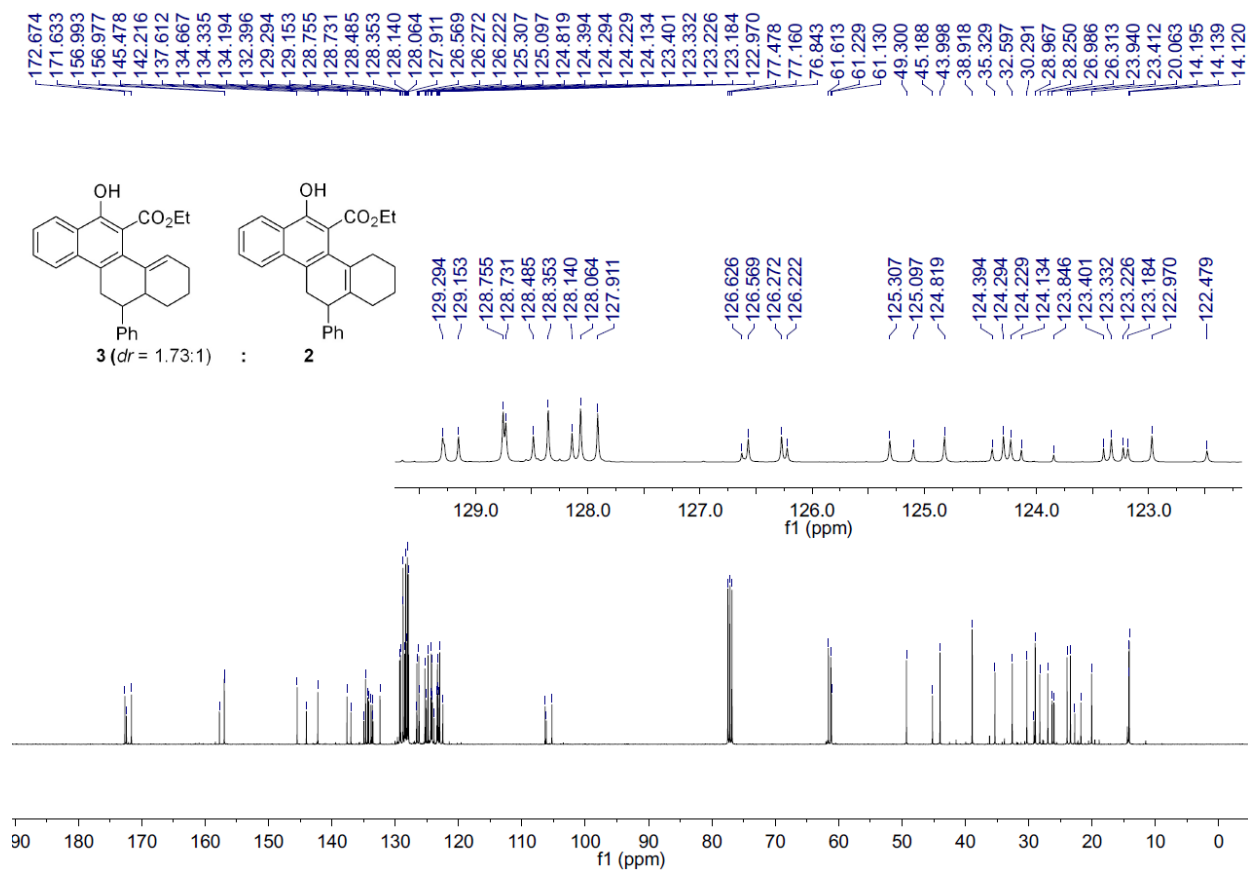 172.674 171.633 156.993 156.977 145.478 142.216 137.612 134.667 134.335 134.194 132.396 129.294 129.153 128.755 128.731 128.485 128.353 128.140 128.064 127.911 126.569 126.272 126.222 125.307 125.097 124.819 124.394 124.294 124.229 124.134 123.401 123.332 123.226 123.184 122.970 77.478 77.160 76.843 61.613 61.229 61.130 49.300 45.188 43.998 38.918 35.329 32.597 30.291 28.967 28.250 26.986 26.313 23.940 23.412 20.063 14.195 14.139 14.120
OH OH
CO2Et CO2Et
Ph Ph
3 (dr = 1.73:1) : 2
129.294 129.153 128.755 128.731 128.485 128.353 128.140 128.064 127.911 126.626 126.569 126.272 126.222 125.307 125.097 124.819 124.394 124.294 124.229 124.134 123.846 123.401 123.332 123.226 123.184 122.970 122.479
129.0 128.0 127.0 126.0 125.0 124.0 123.0
f1 (ppm)
90 180 170 160 150 140 130 120 110 100 90 80 70 60 50 40 30 20 10 0
f1 (ppm)